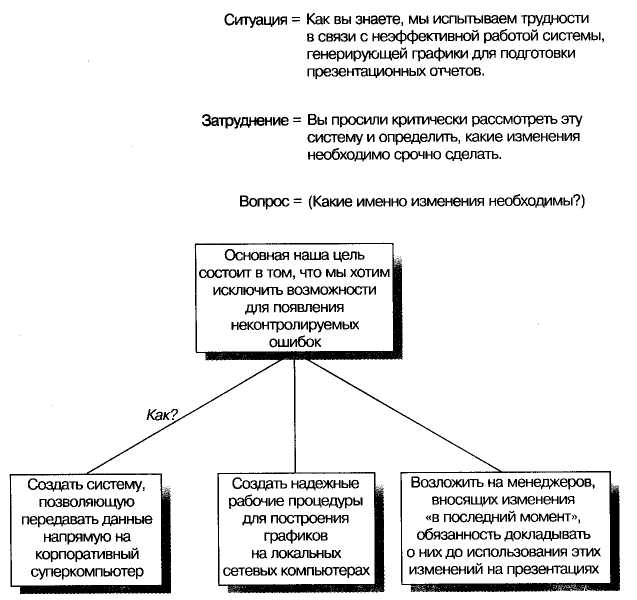 Ситуация = Как вы знаете, мы испытываем трудности
в связи с неэффективной работой системы,
генерирующей графики для подготовки
презентационных отчетов.
Затруднение = Вы просили критически рассмотреть эту
систему и определить, какие изменения
необходимо срочно сделать.
Вопрос = (Какие именно изменения необходимы?)
Основная наша цель
состоит в том, что мы хотим
исключить возможности
для появления
неконтролируемых
ошибок
Как?
Создать систему,
позволяющую
передавать данные
напрямую на
корпоративный
суперкомпьютер
Создать надежные
рабочие процедуры
для построения
графиков
на локальных
сетевых компьютерах
Возложить на менеджеров,
вносящих изменения
«в последний момент»,
обязанность докладывать
о них до использования этих
изменений на презентациях